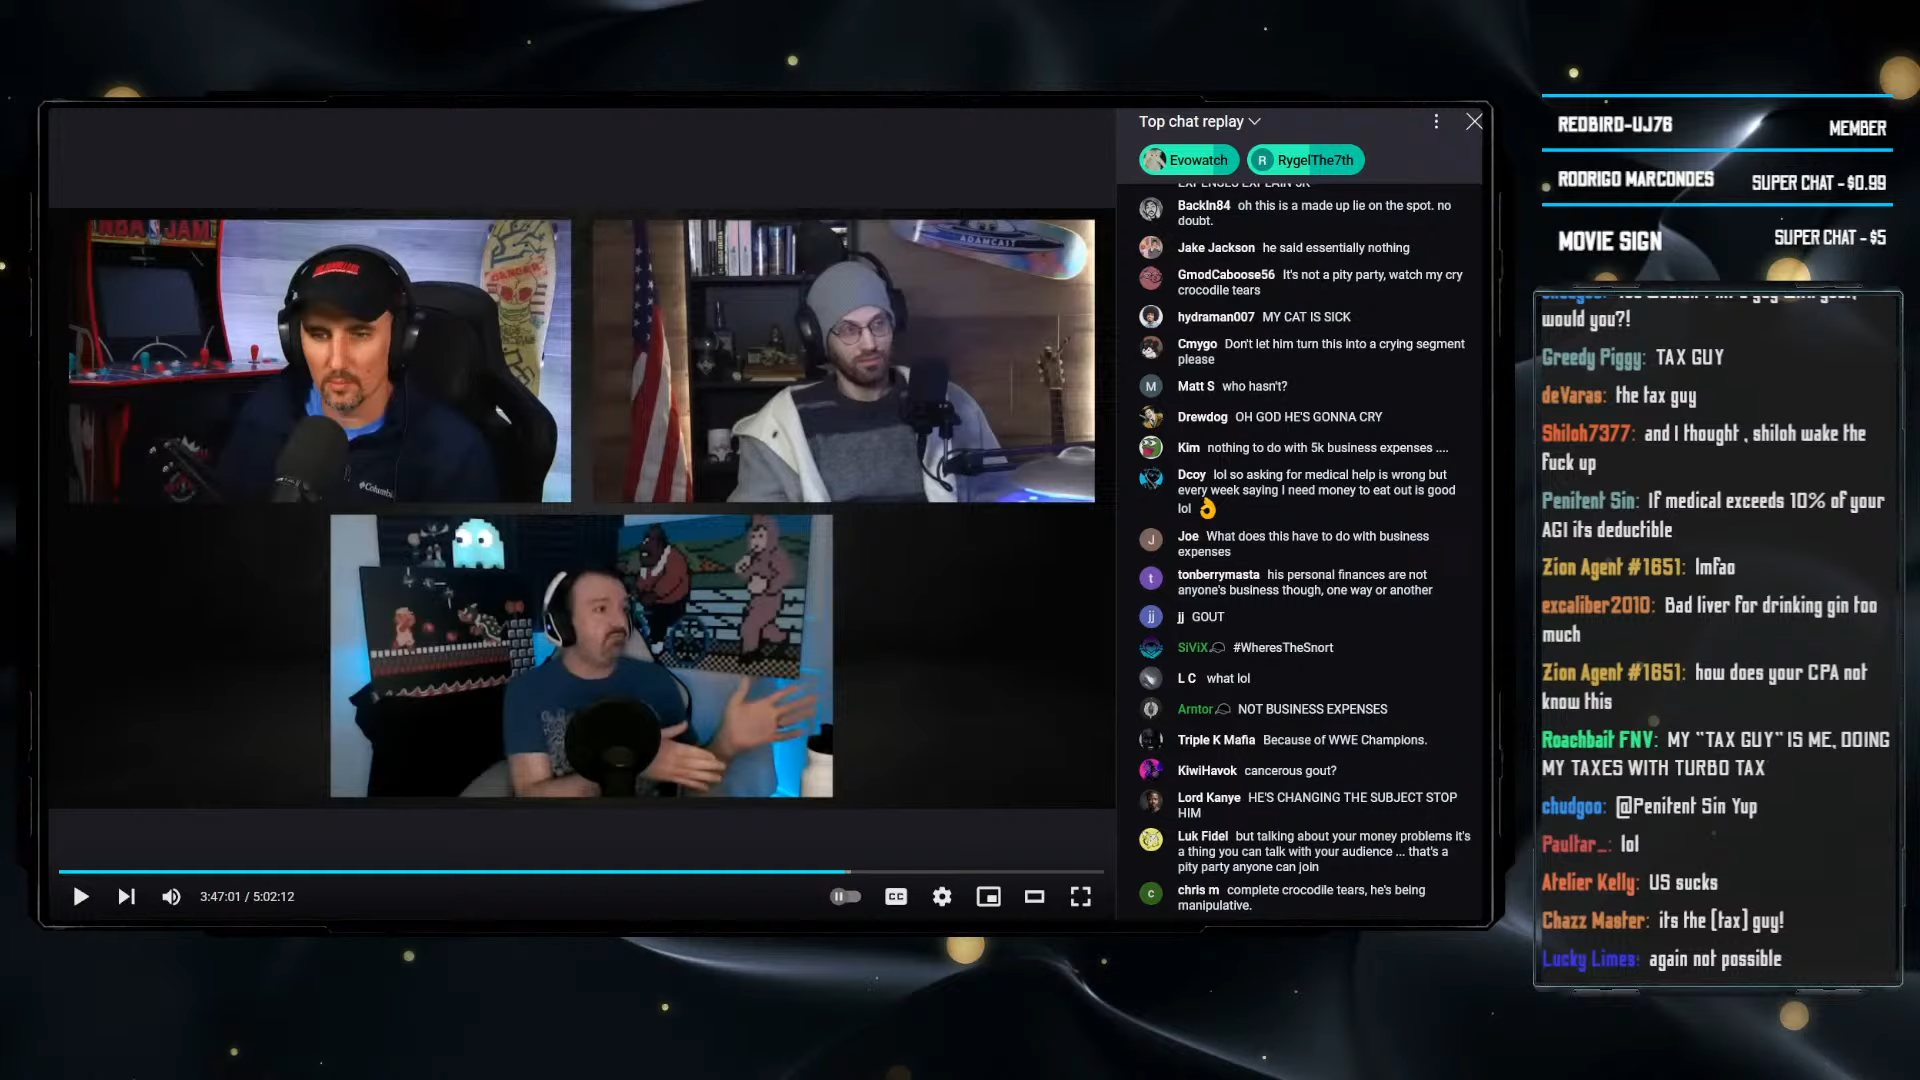 NBA JAM
ADAMCAST
Columbia
3:47:01 / 5:02:12
CC
Top chat replay
Evowatch
R RygelThe7th
EXPENSES EXPLAIN
BackIn84 oh this is a made up lie on the spot. no
doubt.
Jake Jackson he said essentially nothing
GmodCaboose56 It's not a pity party, watch my cry
crocodile tears
hydraman007 MY CAT IS SICK
Cmygo Don't let him turn this into a crying segment
please
M Matt S who hasn't?
Drewdog OH GOD HE'S GONNA CRY
Kim nothing to do with 5k business expenses ....
Dcoy lol so asking for medical help is wrong but
every week saying I need money to eat out is good
lol 👌
J Joe What does this have to do with business
expenses
t tonberrymasta his personal finances are not
anyone's business though, one way or another
jj jj GOUT
SiViX #WheresTheSnort
L C what lol
Arntor NOT BUSINESS EXPENSES
Triple K Mafia Because of WWE Champions.
KiwiHavok cancerous gout?
Lord Kanye HE'S CHANGING THE SUBJECT STOP
HIM
Luk Fidel but talking about your money problems it's
a thing you can talk with your audience ... that's a
pity party anyone can join
c chris m complete crocodile tears, he's being
manipulative.
REDBIRD-UJ76 MEMBER
RODRIGO MARCONDES SUPER CHAT - $0.99
MOVIE SIGN SUPER CHAT - $5
would you?!
Greedy Piggy: TAX GUY
deVaras: the tax guy
Shiloh7377: and I thought , shiloh wake the
fuck up
Penitent Sin: If medical exceeds 10% of your
AGI its deductible
Zion Agent #1651: lmfao
excaliber2010: Bad liver for drinking gin too
much
Zion Agent #1651: how does your CPA not
know this
Roachbait FNV: MY "TAX GUY" IS ME, DOING
MY TAXES WITH TURBO TAX
chudgoo: @Penitent Sin Yup
Paultar_: lol
Atelier Kelly: US sucks
Chazz Master: its the [tax] guy!
Lucky Limes: again not possible